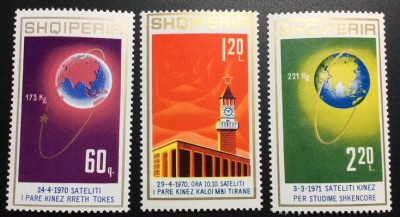 SHQIPERIA
173 Kg.
60 q.
24-4-1970 SATELITI
I PARE KINEZ RRETH TOKES
SHQIPERIA
1.20 L.
29-4-1970, ORA 10,10. SATELITI
I PARE KINEZ KALOI MBI TIRANE
SHQIPERIA
221 Kg
2.20 L.
3-3-1971 SATELITI KINEZ
PER STUDIME SHKENCORE